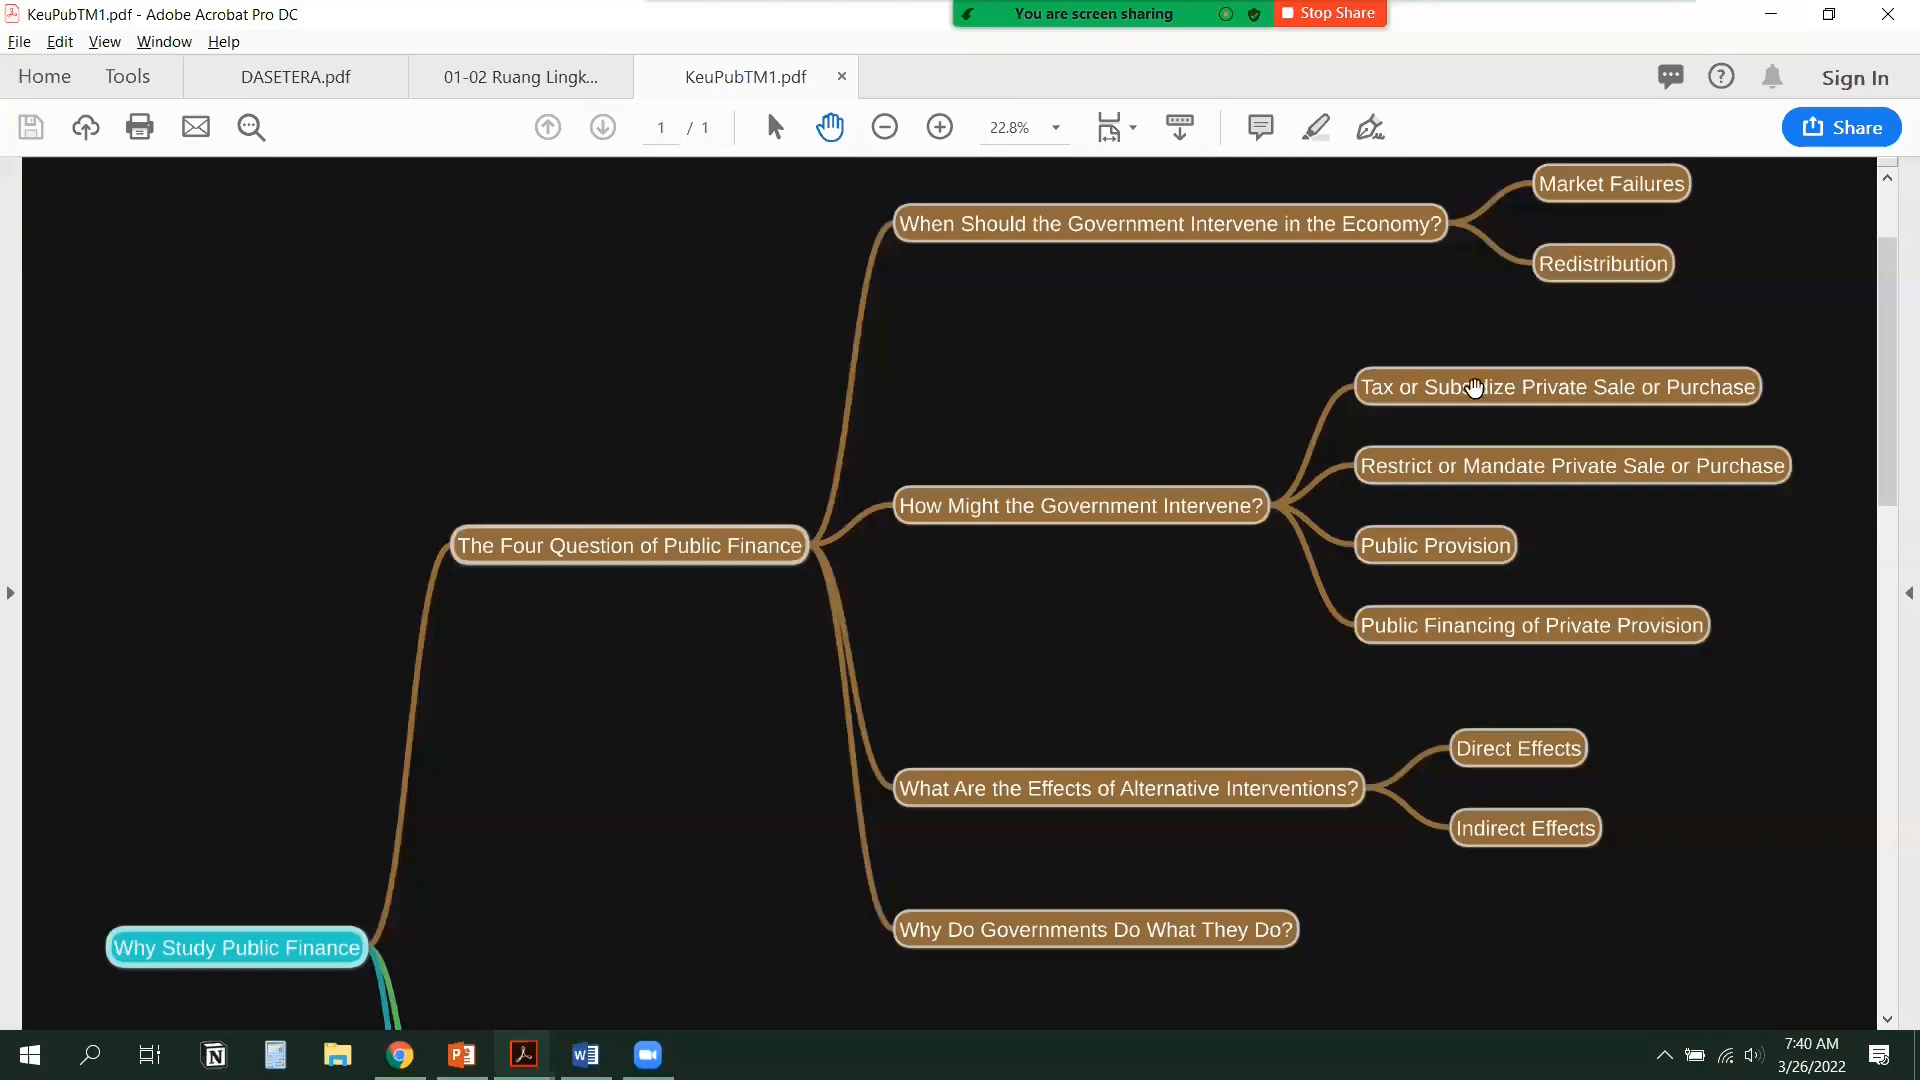 KeuPubTM1.pdf - Adobe Acrobat Pro DC
You are screen sharing
Stop Share
File Edit View Window Help
Home Tools DASETERA.pdf 01-02 Ruang Lingk... KeuPubTM1.pdf × Sign In
1 / 1 22.8% Share
Market Failures
When Should the Government Intervene in the Economy?
Redistribution
Tax or Subsidize Private Sale or Purchase
Restrict or Mandate Private Sale or Purchase
How Might the Government Intervene?
Public Provision
The Four Question of Public Finance
Public Financing of Private Provision
Direct Effects
What Are the Effects of Alternative Interventions?
Indirect Effects
Why Do Governments Do What They Do?
Why Study Public Finance
7:40 AM
3/26/2022